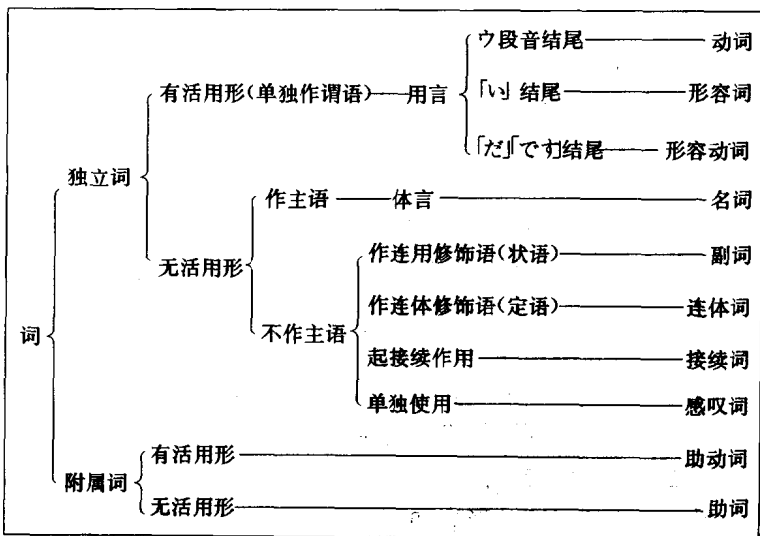 ウ段音结尾 动词
有活用形(单独作谓语) 用言 「い」结尾 形容词
「だ」「です」结尾 形容动词
独立词
作主语 体言 名词
无活用形
作连用修饰语(状语) 副词
作连体修饰语(定语) 连体词
词 不作主语
起接续作用 接续词
单独使用 感叹词
有活用形 助动词
附属词
无活用形 助词